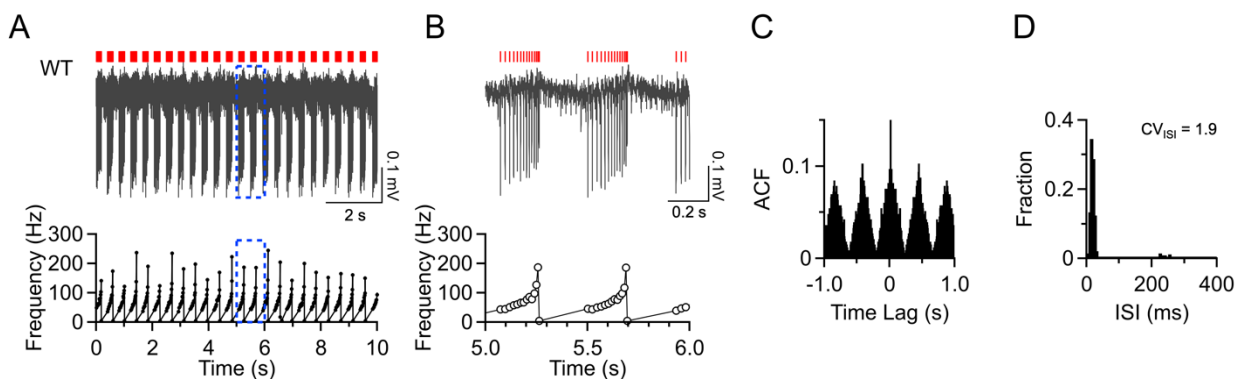 A
B
C
D
WT
0.1 mV
2 s
0.1 mV
0.2 s
Frequency (Hz)
300
200
100
0
0 2 4 6 8 10
Time (s)
Frequency (Hz)
300
200
100
0
5.0 5.5 6.0
Time (s)
ACF
0.1
0
-1.0 0 1.0
Time Lag (s)
Fraction
0.4
0.2
0.0
CVISI = 1.9
0 200 400
ISI (ms)